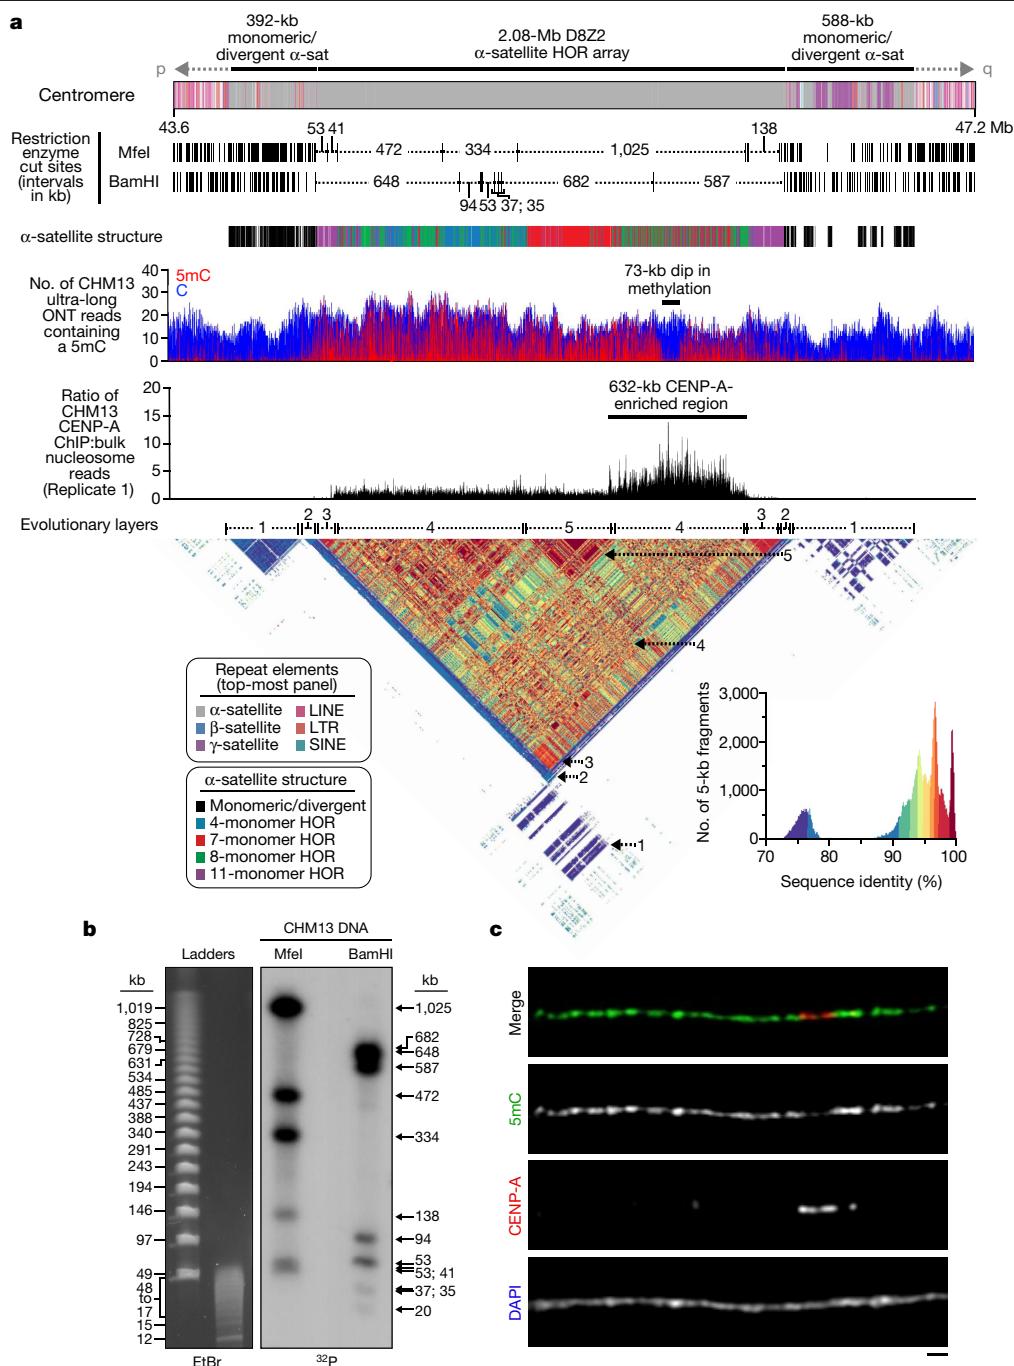 a
392-kb
monomeric/
divergent α-sat
2.08-Mb D8Z2
α-satellite HOR array
588-kb
monomeric/
divergent α-sat
p
q
Centromere
43.6
53 41
138
47.2 Mb
Restriction
enzyme
cut sites
(intervals
in kb)
MfeI
472
334
1,025
BamHI
648
682
587
94 53 37; 35
α-satellite structure
No. of CHM13
ultra-long
ONT reads
containing
a 5mC
40
30
20
10
0
5mC
C
73-kb dip in
methylation
Ratio of
CHM13
CENP-A
ChIP:bulk
nucleosome
reads
(Replicate 1)
20
15
10
5
0
632-kb CENP-A-
enriched region
Evolutionary layers
1
2
3
4
5
4
3
2
1
5
4
3
2
1
Repeat elements
(top-most panel)
α-satellite
LINE
β-satellite
LTR
γ-satellite
SINE
α-satellite structure
Monomeric/divergent
4-monomer HOR
7-monomer HOR
8-monomer HOR
11-monomer HOR
No. of 5-kb fragments
3,000
2,000
1,000
0
70
80
90
100
Sequence identity (%)
b
CHM13 DNA
Ladders
MfeI
BamHI
kb
1,019
825
728
679
631
534
485
437
388
340
291
243
194
146
97
49
48
to
17
15
12
kb
1,025
682
648
587
472
334
138
94
53
53; 41
37; 35
20
EtBr
³²P
c
Merge
5mC
CENP-A
DAPI